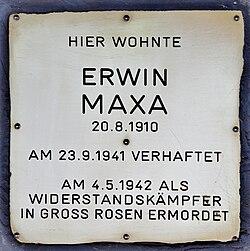 HIER WOHNTE
ERWIN
MAXA
20.8.1910
AM 23.9.1941 VERHAFTET
AM 4.5.1942 ALS
WIDERSTANDSKÄMPFER
IN GROSS ROSEN ERMORDET